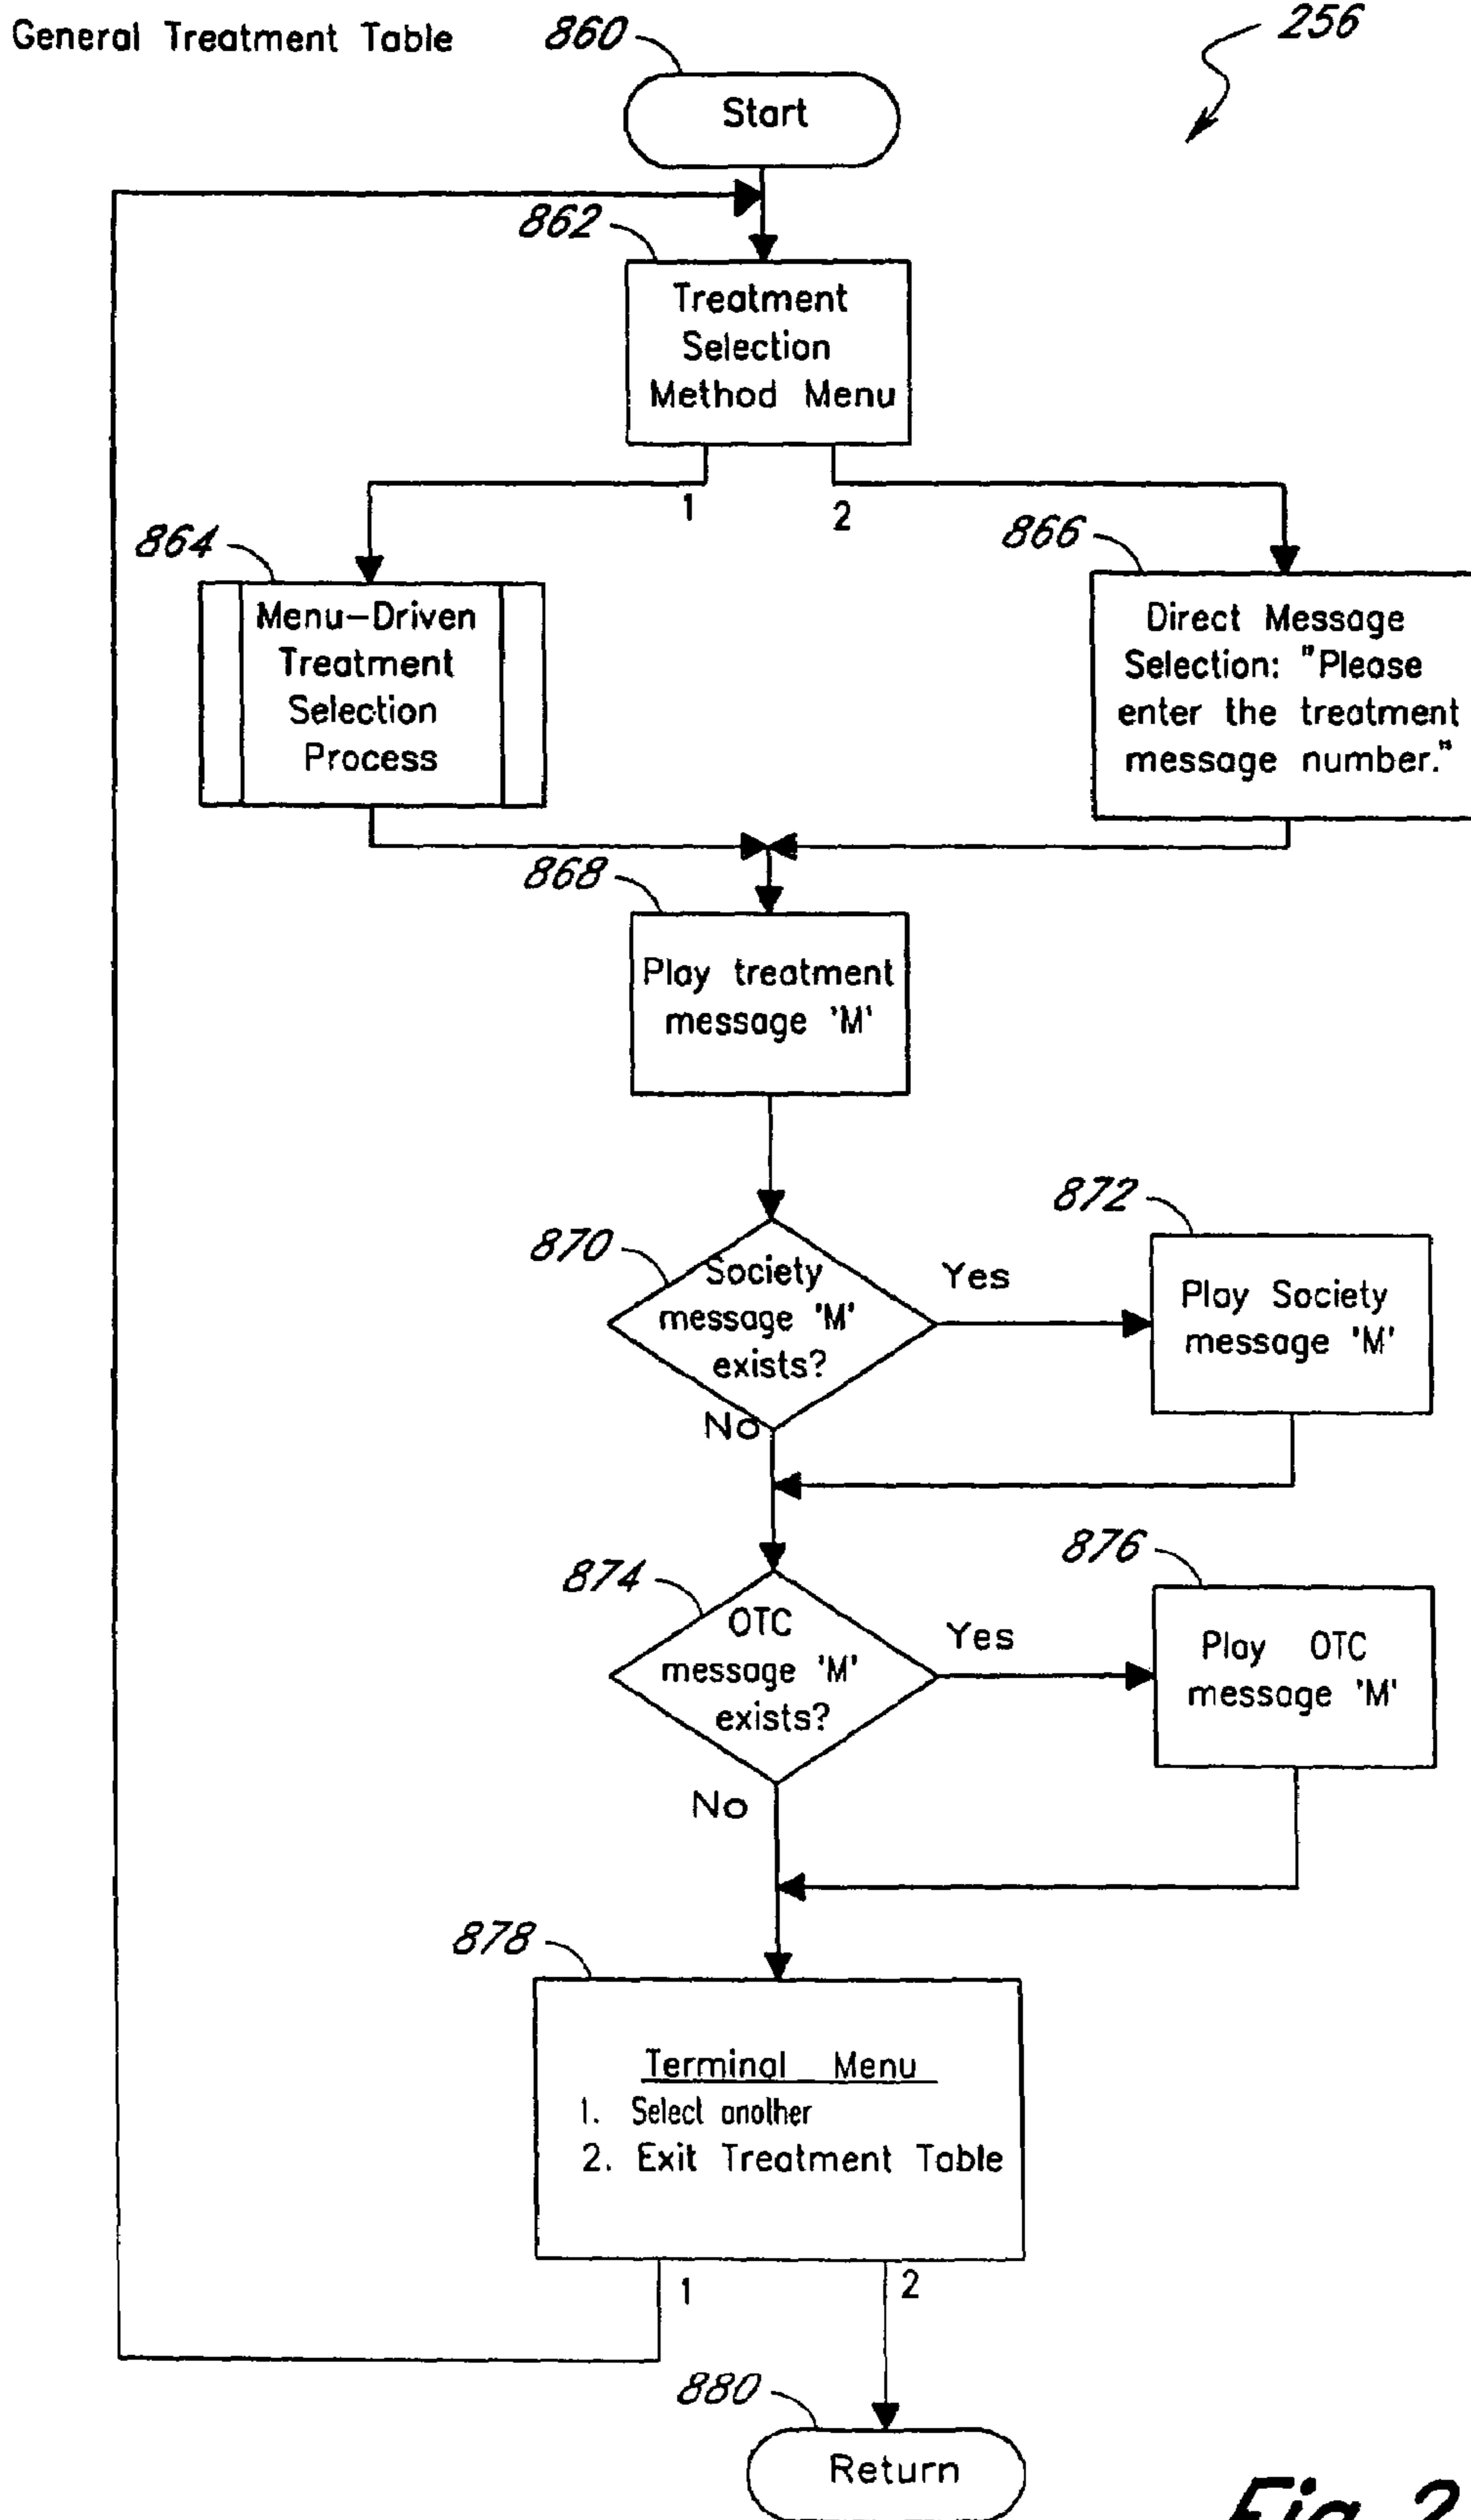 General Treatment Table
860
256
Start
862
Treatment
Selection
Method Menu
1
2
864
866
Menu-Driven
Treatment
Selection
Process
Direct Message
Selection: "Please
enter the treatment
message number."
868
Play treatment
message 'M'
870
Society
message 'M'
exists?
Yes
No
872
Play Society
message 'M'
874
OTC
message 'M'
exists?
Yes
No
876
Play OTC
message 'M'
878
Terminal Menu
1. Select another
2. Exit Treatment Table
1
2
880
Return
Fig. 2